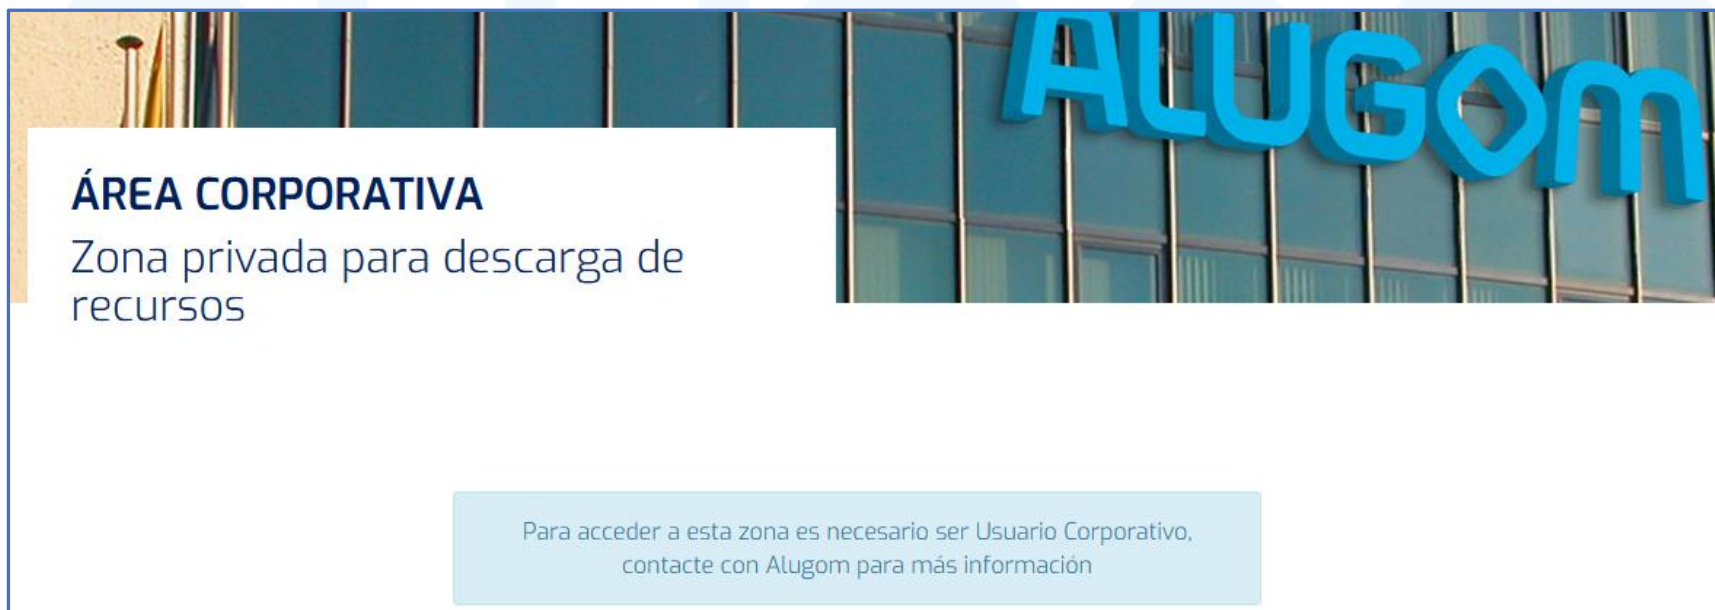 ALUGOM
ÁREA CORPORATIVA
Zona privada para descarga de
recursos
Para acceder a esta zona es necesario ser Usuario Corporativo,
contacte con Alugom para más información